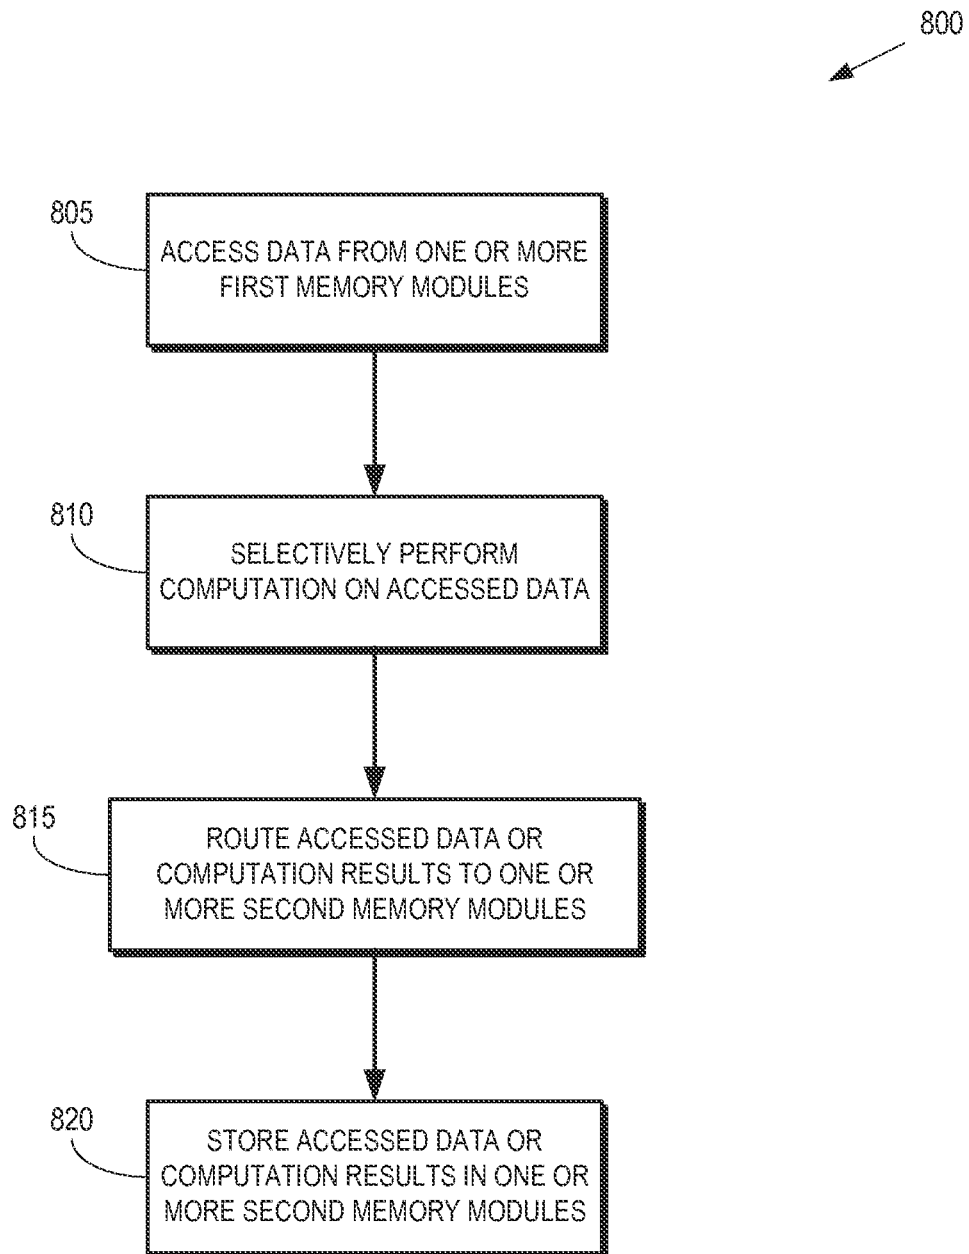 800
805
ACCESS DATA FROM ONE OR MORE
FIRST MEMORY MODULES
810
SELECTIVELY PERFORM
COMPUTATION ON ACCESSED DATA
815
ROUTE ACCESSED DATA OR
COMPUTATION RESULTS TO ONE OR
MORE SECOND MEMORY MODULES
820
STORE ACCESSED DATA OR
COMPUTATION RESULTS IN ONE OR
MORE SECOND MEMORY MODULES